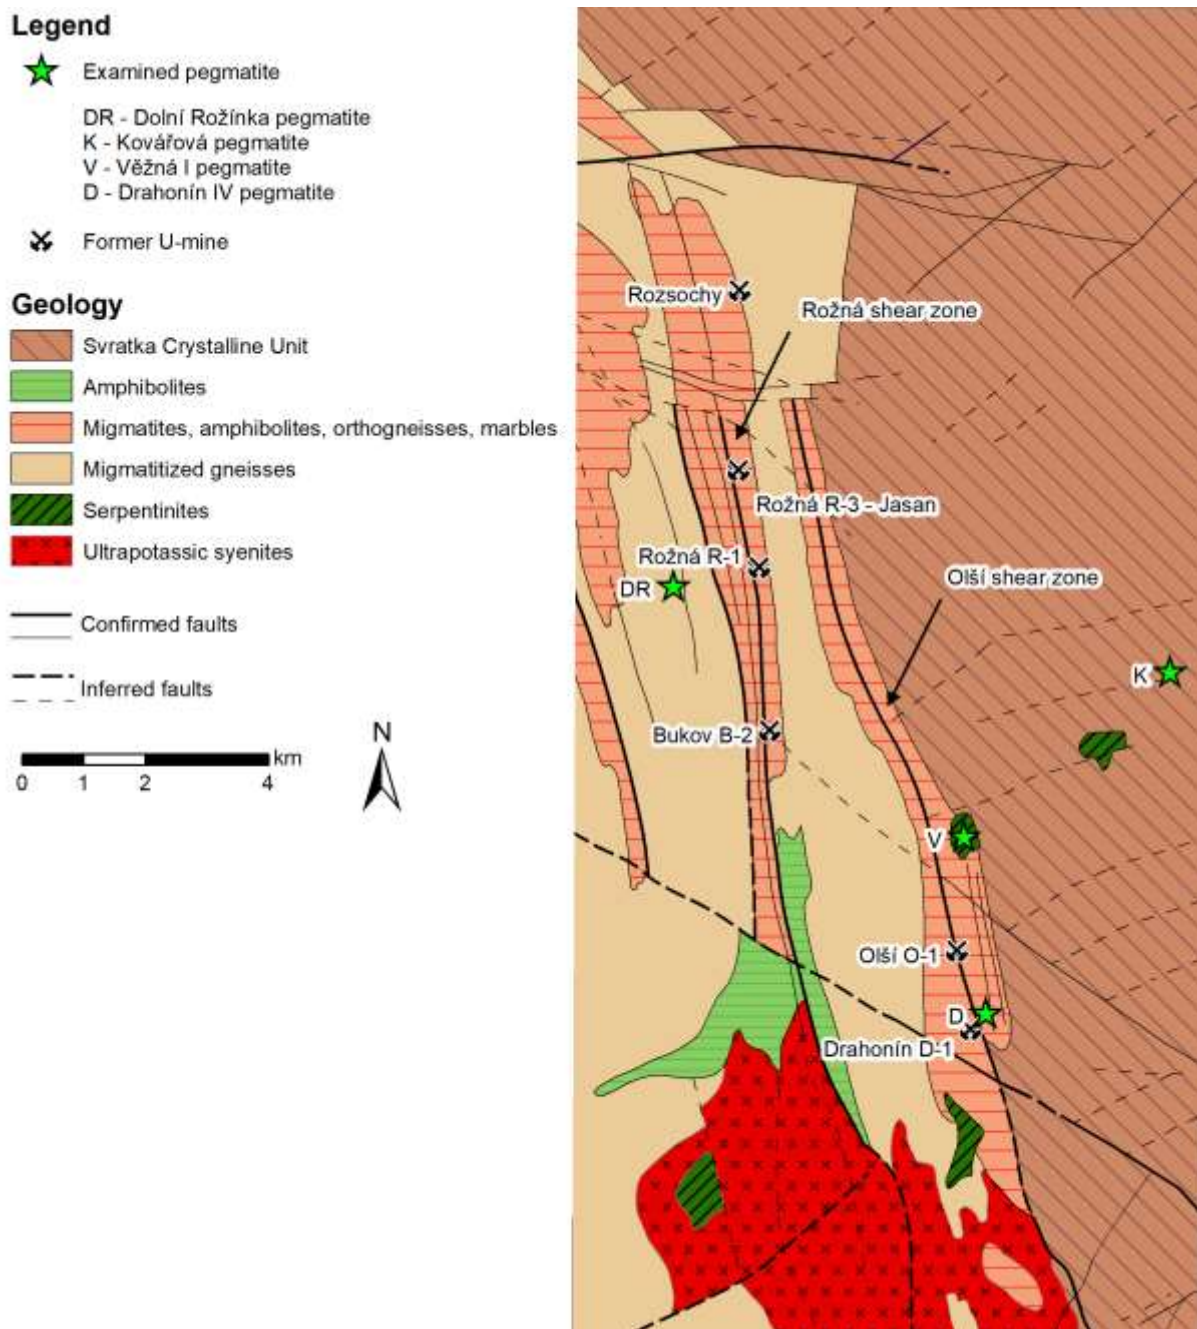 Legend
Examined pegmatite
DR - Dolní Rožínka pegmatite
K - Kovářová pegmatite
V - Věžná I pegmatite
D - Drahonín IV pegmatite
Former U-mine
Geology
Svratka Crystalline Unit
Amphibolites
Migmatites, amphibolites, orthogneisses, marbles
Migmatitized gneisses
Serpentinites
Ultrapotassic syenites
Confirmed faults
Inferred faults
km
0 1 2 4
N
Rozsochy
Rožná shear zone
Rožná R-3 - Jasan
Rožná R-1
DR
Olší shear zone
K
Bukov B-2
V
Olší O-1
D
Drahonín D-1